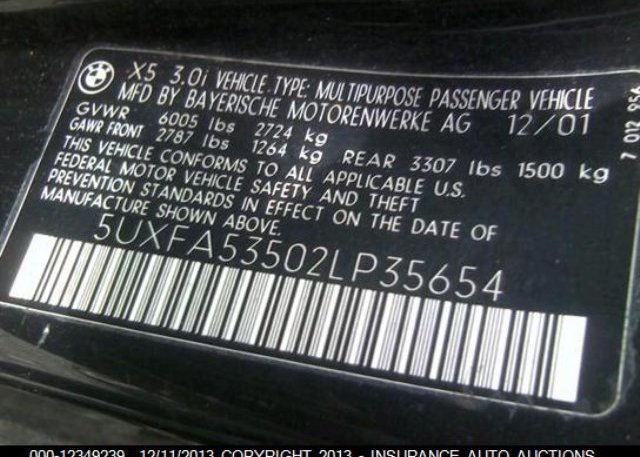 X5 3.0i VEHICLE TYPE: MULTIPURPOSE PASSENGER VEHICLE
MFD BY BAYERISCHE MOTORENWERKE AG 12/01
GVWR 6005 lbs 2724 kg
GAWR FRONT 2787 lbs 1264 kg REAR 3307 lbs 1500 kg
THIS VEHICLE CONFORMS TO ALL APPLICABLE U.S.
FEDERAL MOTOR VEHICLE SAFETY AND THEFT
PREVENTION STANDARDS IN EFFECT ON THE DATE OF
MANUFACTURE SHOWN ABOVE.
5UXFA53502LP35654
000-12349239 12/11/2013 COPYRIGHT 2013 - INSURANCE AUTO AUCTIONS